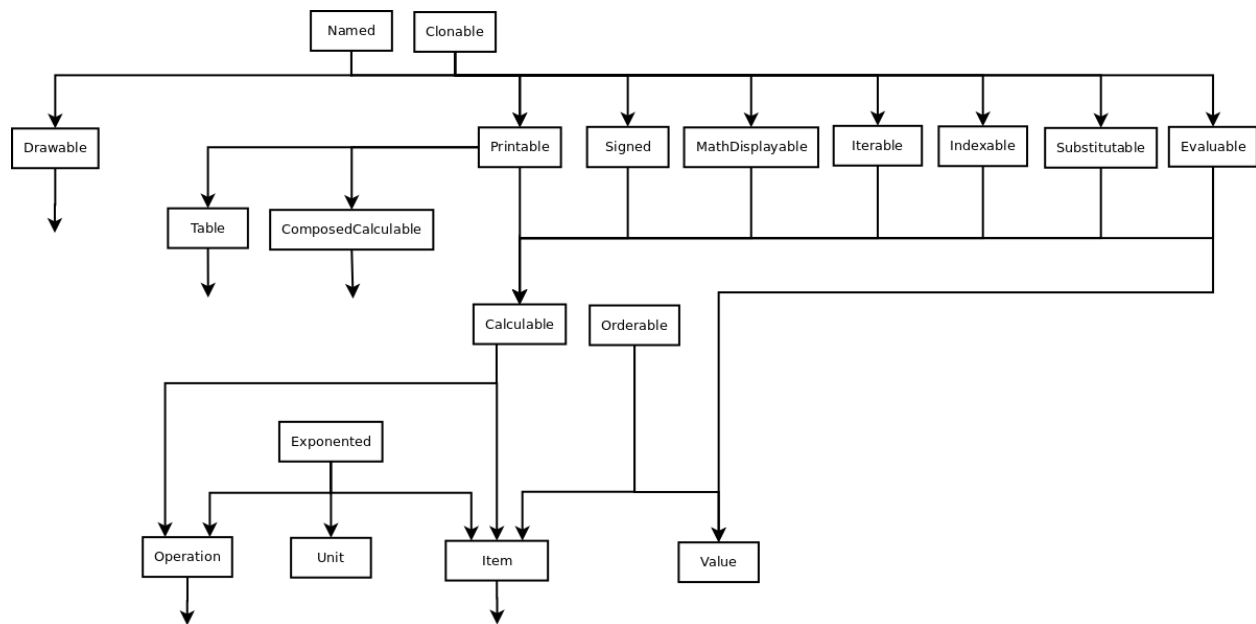 Named
Clonable
Drawable
Printable
Signed
MathDisplayable
Iterable
Indexable
Substitutable
Evaluable
Table
ComposedCalculable
Calculable
Orderable
Exponented
Operation
Unit
Item
Value